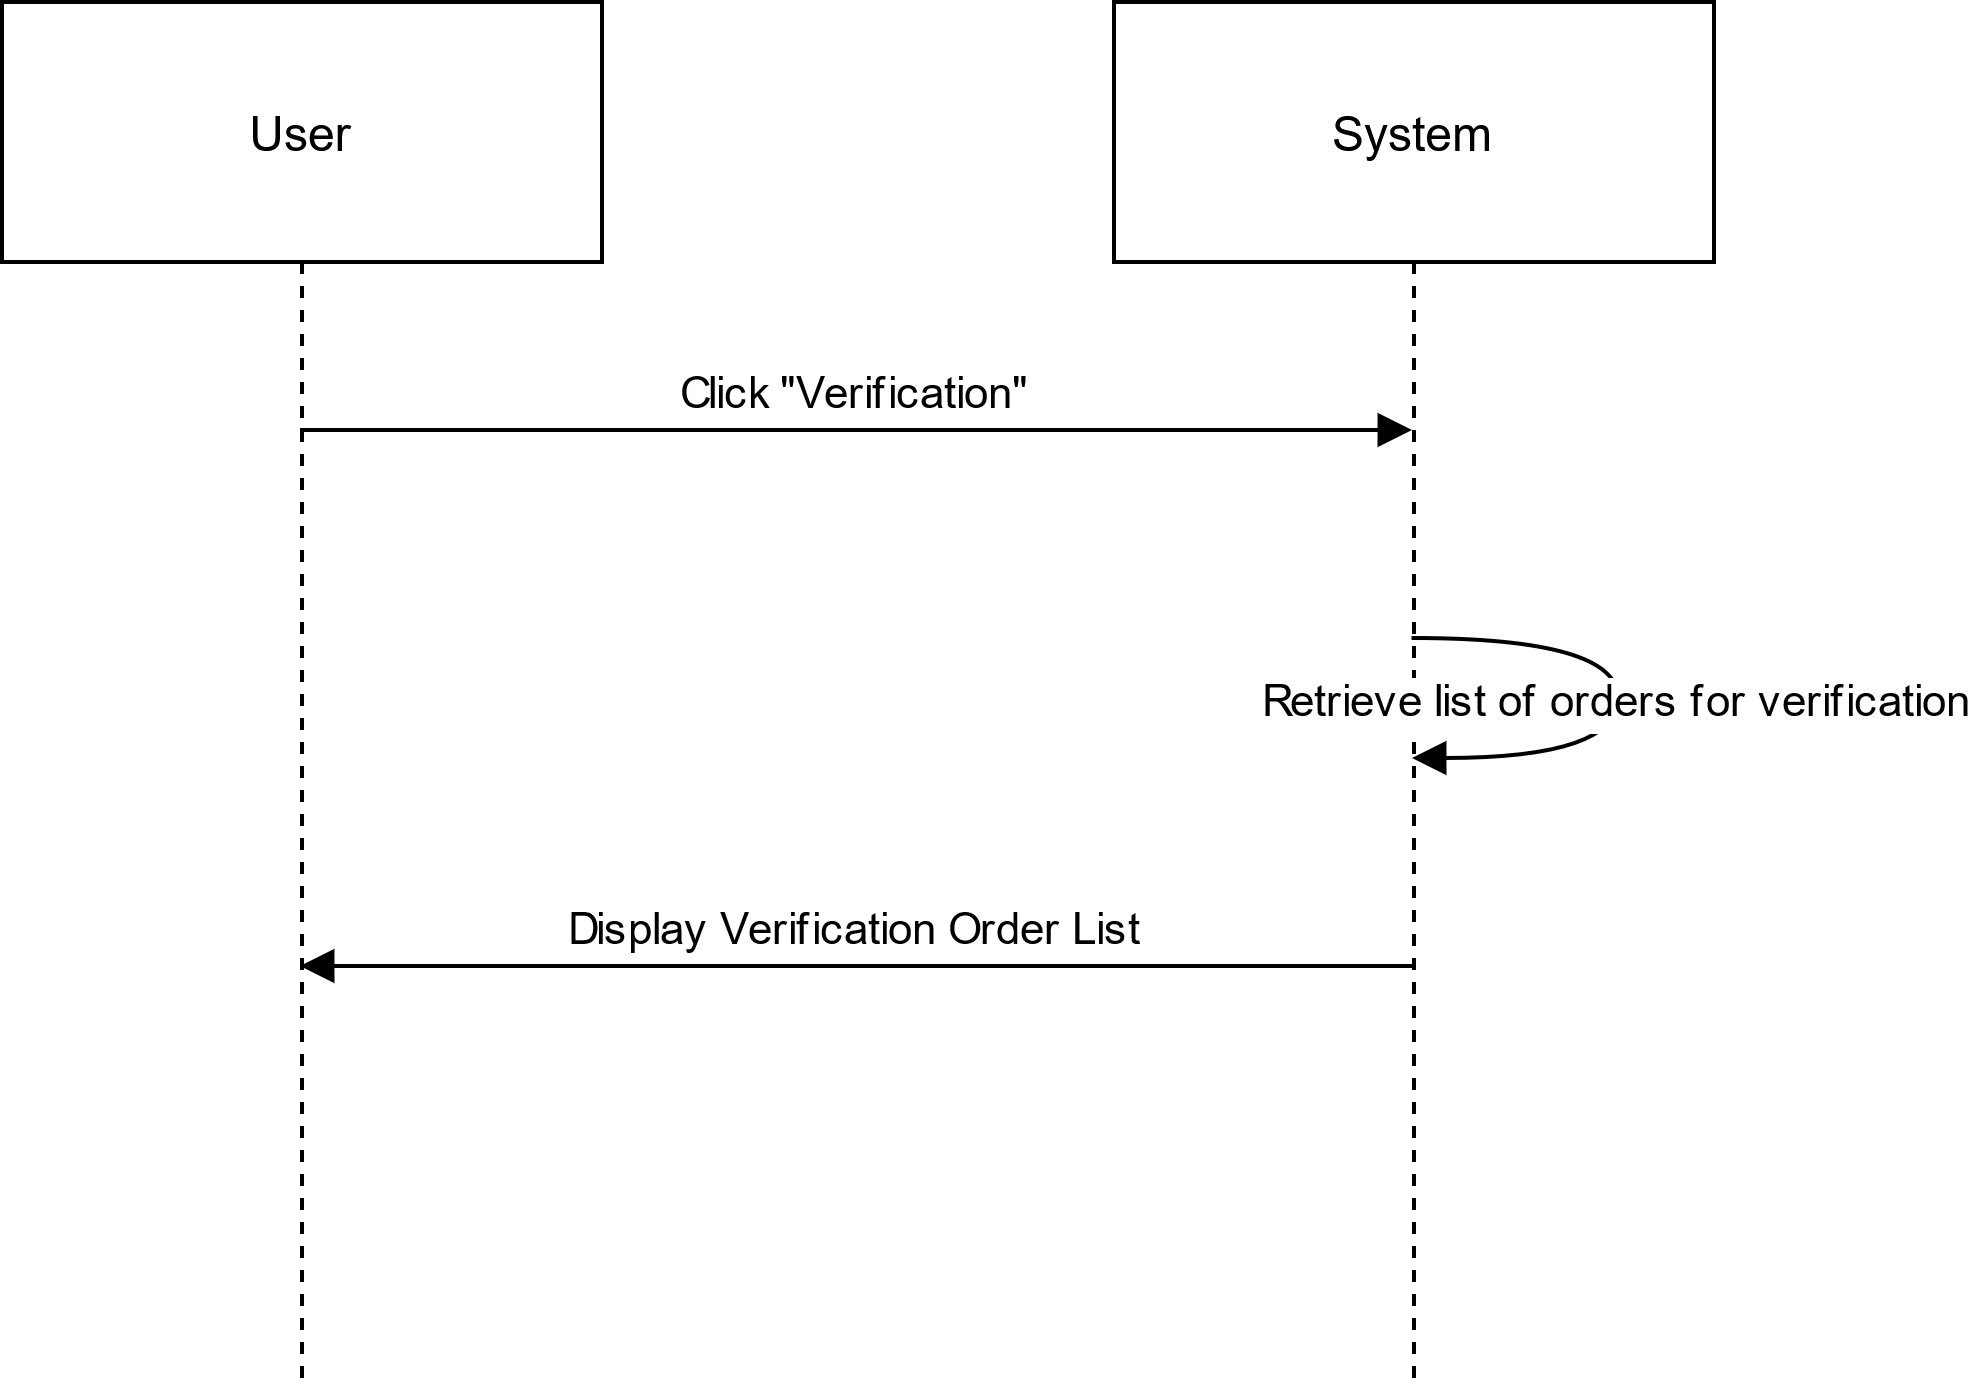 User
System
Click "Verification"
Retrieve list of orders for verification
Display Verification Order List